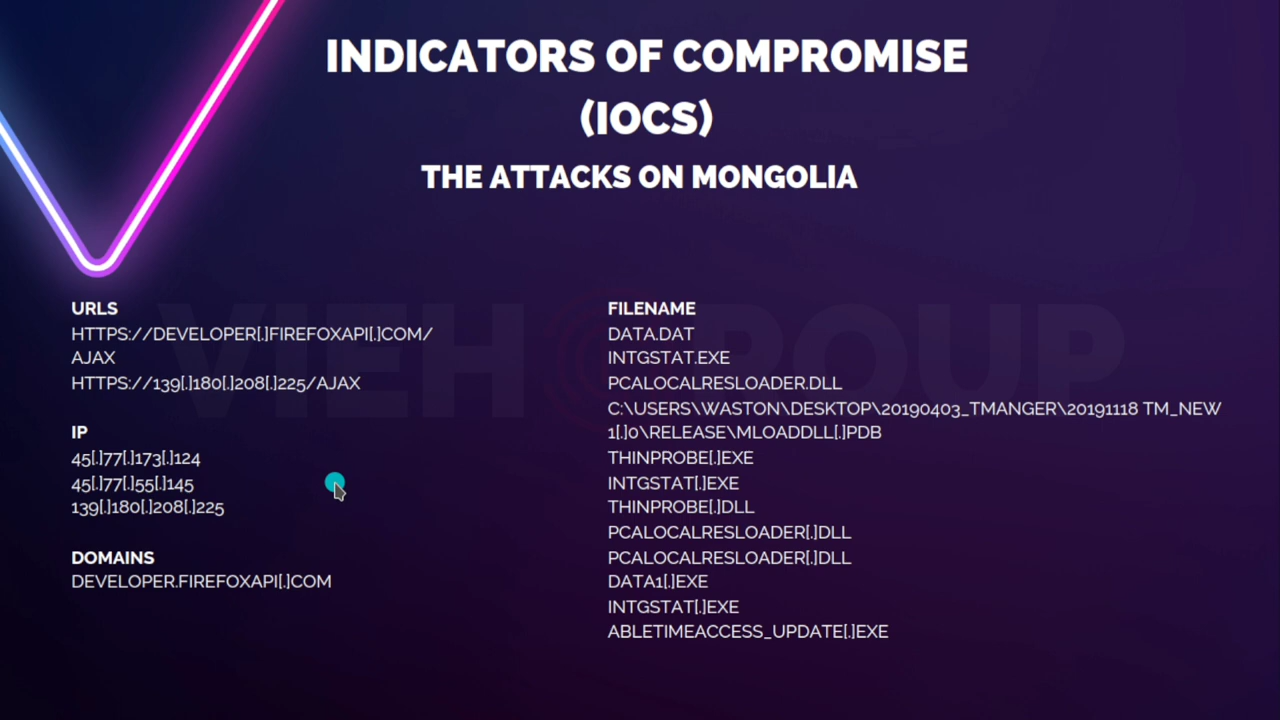 INDICATORS OF COMPROMISE
(IOCS)
THE ATTACKS ON MONGOLIA
URLS
HTTPS://DEVELOPER[.]FIREFOXAPI[.]COM/
AJAX
HTTPS://139[.]180[.]208[.]225/AJAX
IP
45[.]77[.]173[.]124
45[.]77[.]55[.]145
139[.]180[.]208[.]225
DOMAINS
DEVELOPER.FIREFOXAPI[.]COM
FILENAME
DATA.DAT
INTGSTAT.EXE
PCALOCALRESLOADER.DLL
C:\USERS\WASTON\DESKTOP\20190403_TMANGER\20191118 TM_NEW
1[.]0\RELEASE\MLOADDLL[.]PDB
THINPROBE[.]EXE
INTGSTAT[.]EXE
THINPROBE[.]DLL
PCALOCALRESLOADER[.]DLL
PCALOCALRESLOADER[.]DLL
DATA1[.]EXE
INTGSTAT[.]EXE
ABLETIMEACCESS_UPDATE[.]EXE
VIEH GROUP